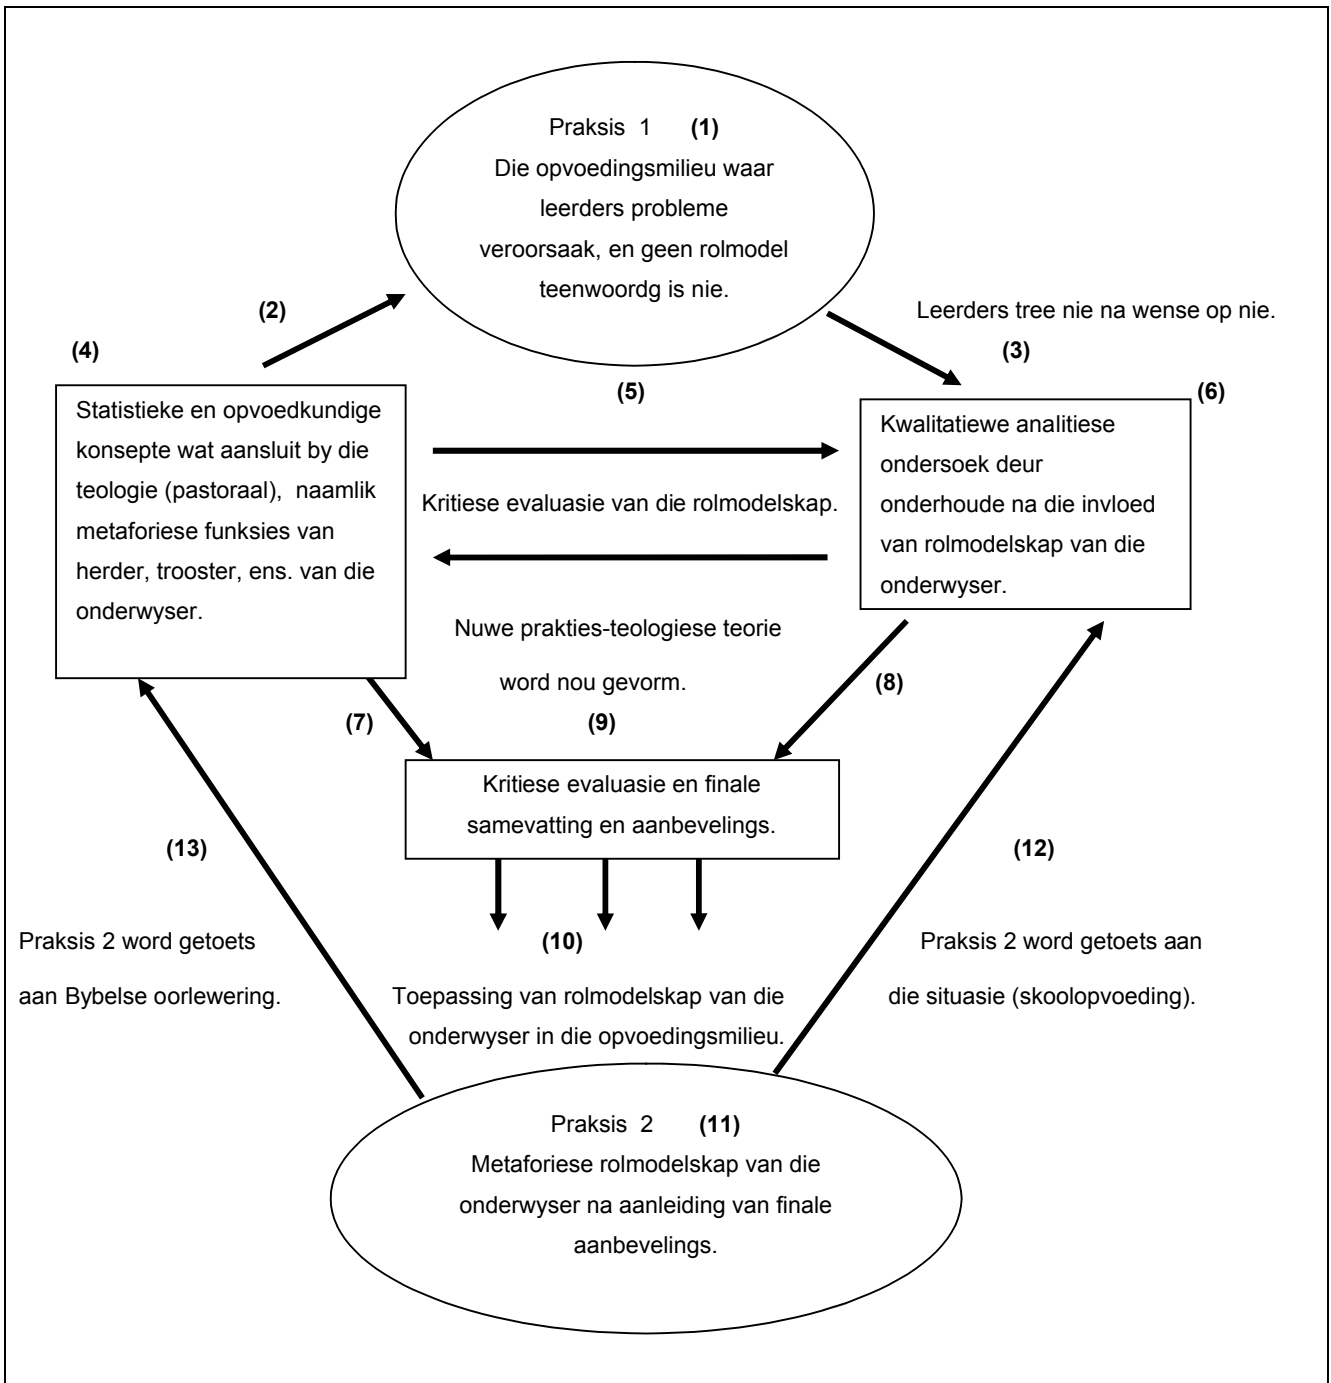 Praksis 1 (1)
Die opvoedingsmilieu waar
leerders probleme
veroorsaak, en geen rolmodel
teenwoordg is nie.
(2)
Leerders tree nie na wense op nie.
(3)
(4)
(5)
(6)
Statistieke en opvoedkundige
konsepte wat aansluit by die
teologie (pastoraal), naamlik
metaforiese funksies van
herder, trooster, ens. van die
onderwyser.
Kritiese evaluasie van die rolmodelskap.
Kwalitatiewe analitiese
ondersoek deur
onderhoude na die invloed
van rolmodelskap van die
onderwyser.
Nuwe prakties-teologiese teorie
word nou gevorm.
(7)
(8)
(9)
Kritiese evaluasie en finale
samevatting en aanbevelings.
(13)
(12)
Praksis 2 word getoets
aan Bybelse oorlewering.
(10)
Praksis 2 word getoets aan
die situasie (skoolopvoeding).
Toepassing van rolmodelskap van die
onderwyser in die opvoedingsmilieu.
Praksis 2 (11)
Metaforiese rolmodelskap van die
onderwyser na aanleiding van finale
aanbevelings.